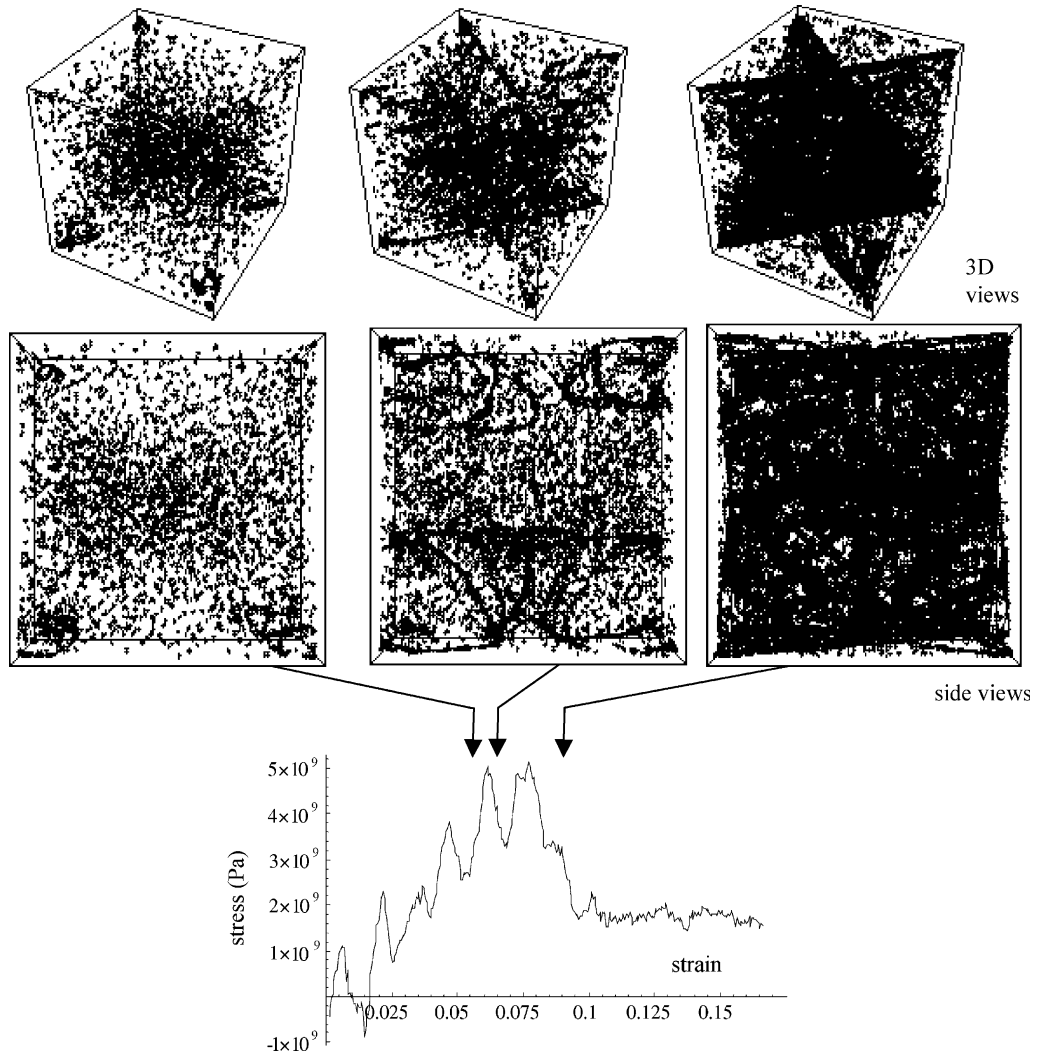 3D
views
side views
5×10⁹
4×10⁹
3×10⁹
2×10⁹
1×10⁹
-1×10⁹
stress (Pa)
strain
0.025
0.05
0.075
0.1
0.125
0.15